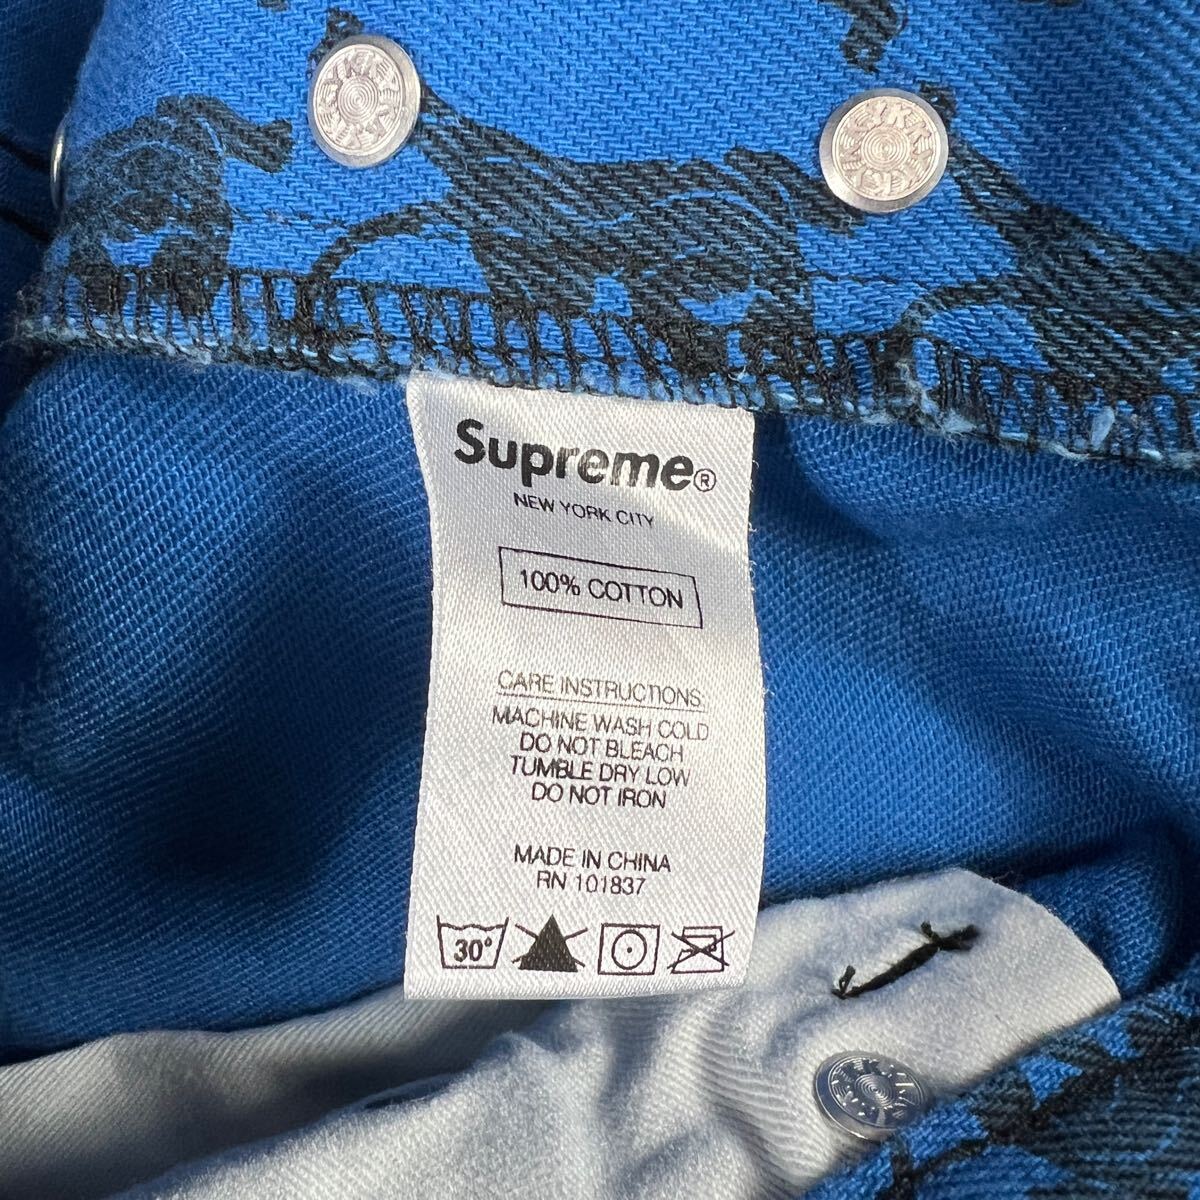 Supreme®
NEW YORK CITY
100% COTTON
CARE INSTRUCTIONS
MACHINE WASH COLD
DO NOT BLEACH
TUMBLE DRY LOW
DO NOT IRON
MADE IN CHINA
RN 101837
30°